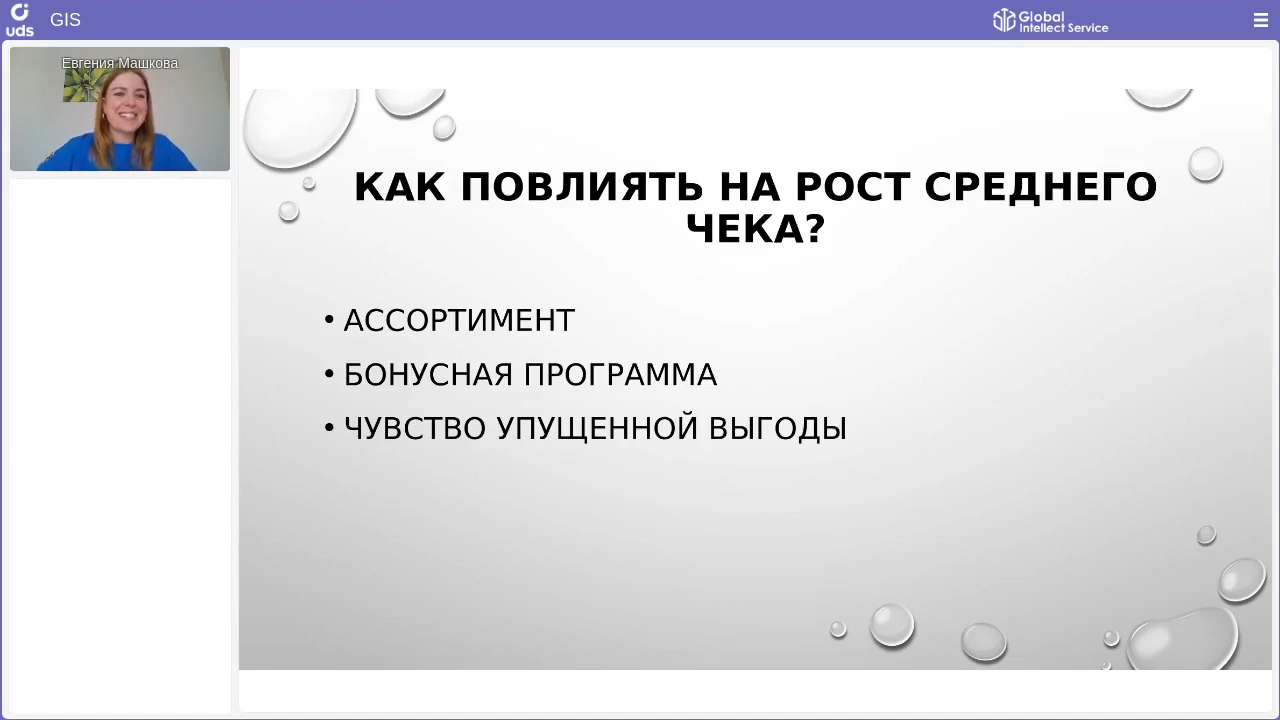 uds
GIS
Global
Intellect Service
Евгения Машкова
КАК ПОВЛИЯТЬ НА РОСТ СРЕДНЕГО
ЧЕКА?
• АССОРТИМЕНТ
• БОНУСНАЯ ПРОГРАММА
• ЧУВСТВО УПУЩЕННОЙ ВЫГОДЫ